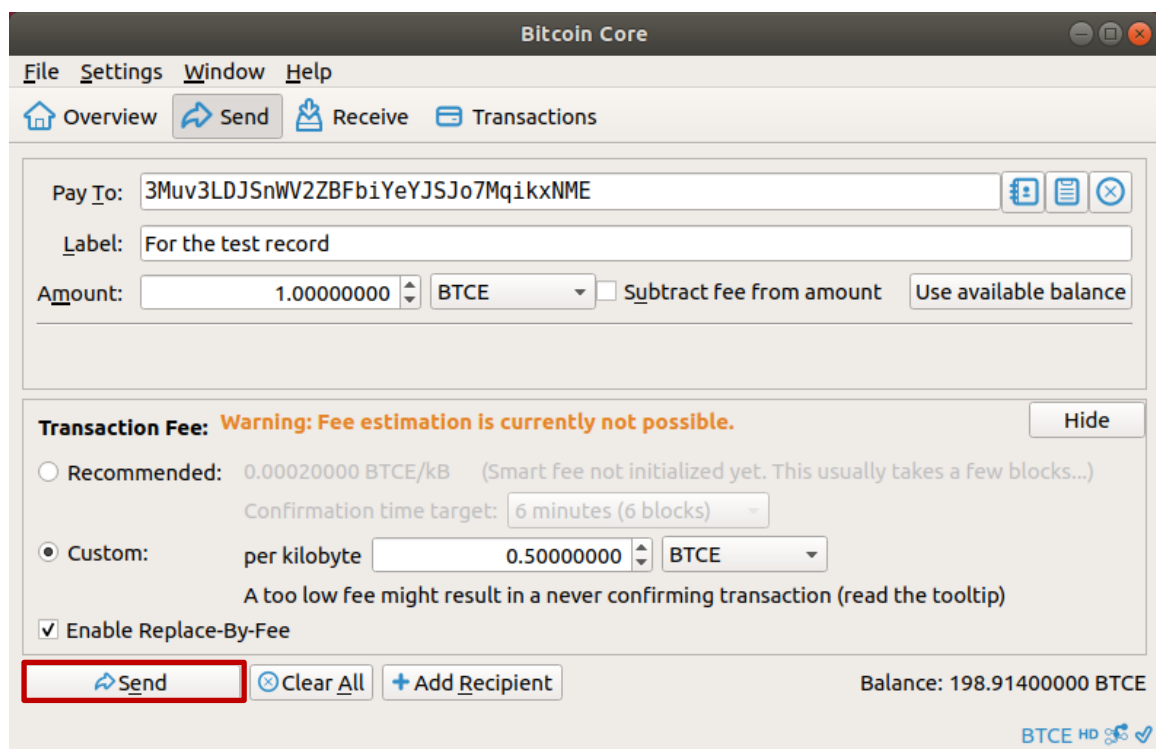 Bitcoin Core
File Settings Window Help
Overview Send Receive Transactions
Pay To: 3Muv3LDJSnWV2ZBFbiYeYJSJo7MqikxNME
Label: For the test record
Amount: 1.00000000 BTCE Subtract fee from amount Use available balance
Transaction Fee: Warning: Fee estimation is currently not possible. Hide
Recommended: 0.00020000 BTCE/kB (Smart fee not initialized yet. This usually takes a few blocks...)
Confirmation time target: 6 minutes (6 blocks)
Custom: per kilobyte 0.50000000 BTCE
A too low fee might result in a never confirming transaction (read the tooltip)
Enable Replace-By-Fee
Send Clear All Add Recipient Balance: 198.91400000 BTCE
BTCE HD